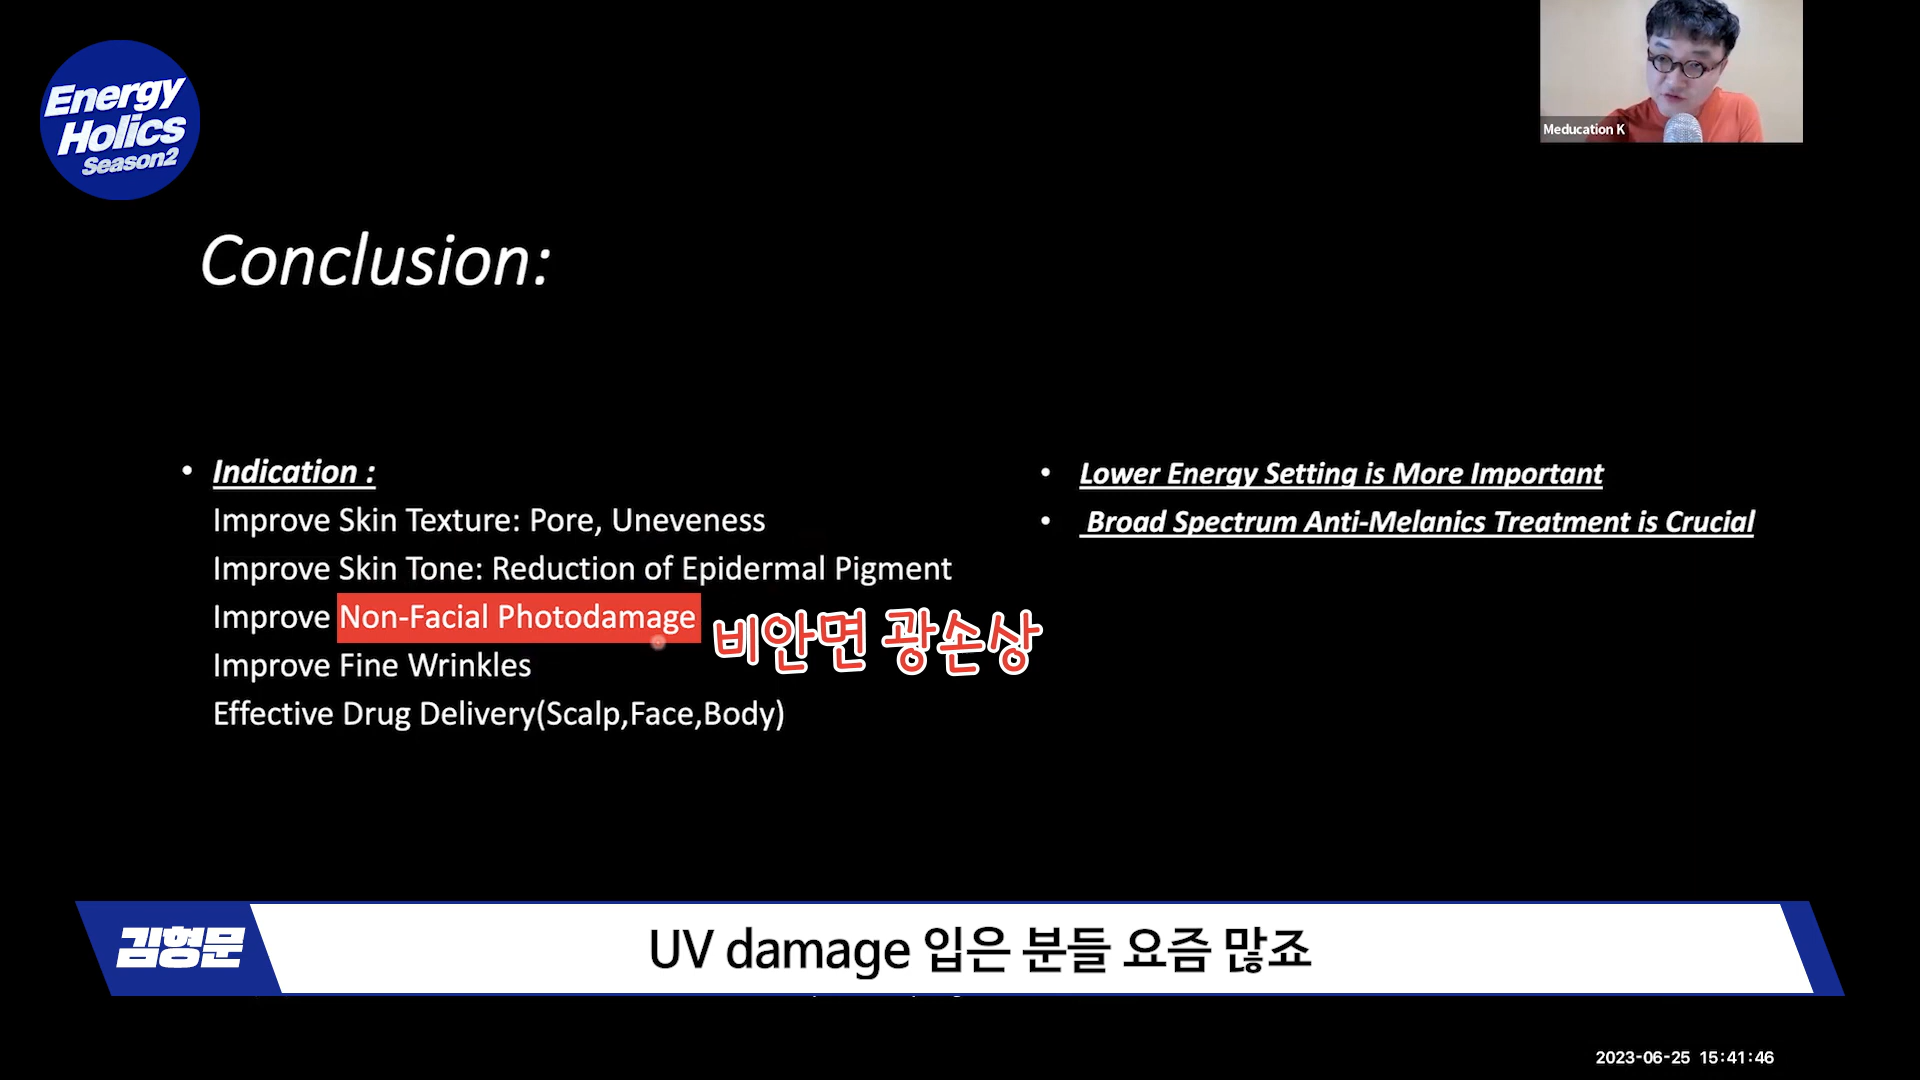 Energy
Holics
Season2
Meducation K
Conclusion:
• Indication :
Improve Skin Texture: Pore, Uneveness
Improve Skin Tone: Reduction of Epidermal Pigment
Improve Non-Facial Photodamage
비안면 광손상
Improve Fine Wrinkles
Effective Drug Delivery(Scalp,Face,Body)
• Lower Energy Setting is More Important
• Broad Spectrum Anti-Melanics Treatment is Crucial
김형문
UV damage 입은 분들 요즘 많죠
2023-06-25 15:41:46